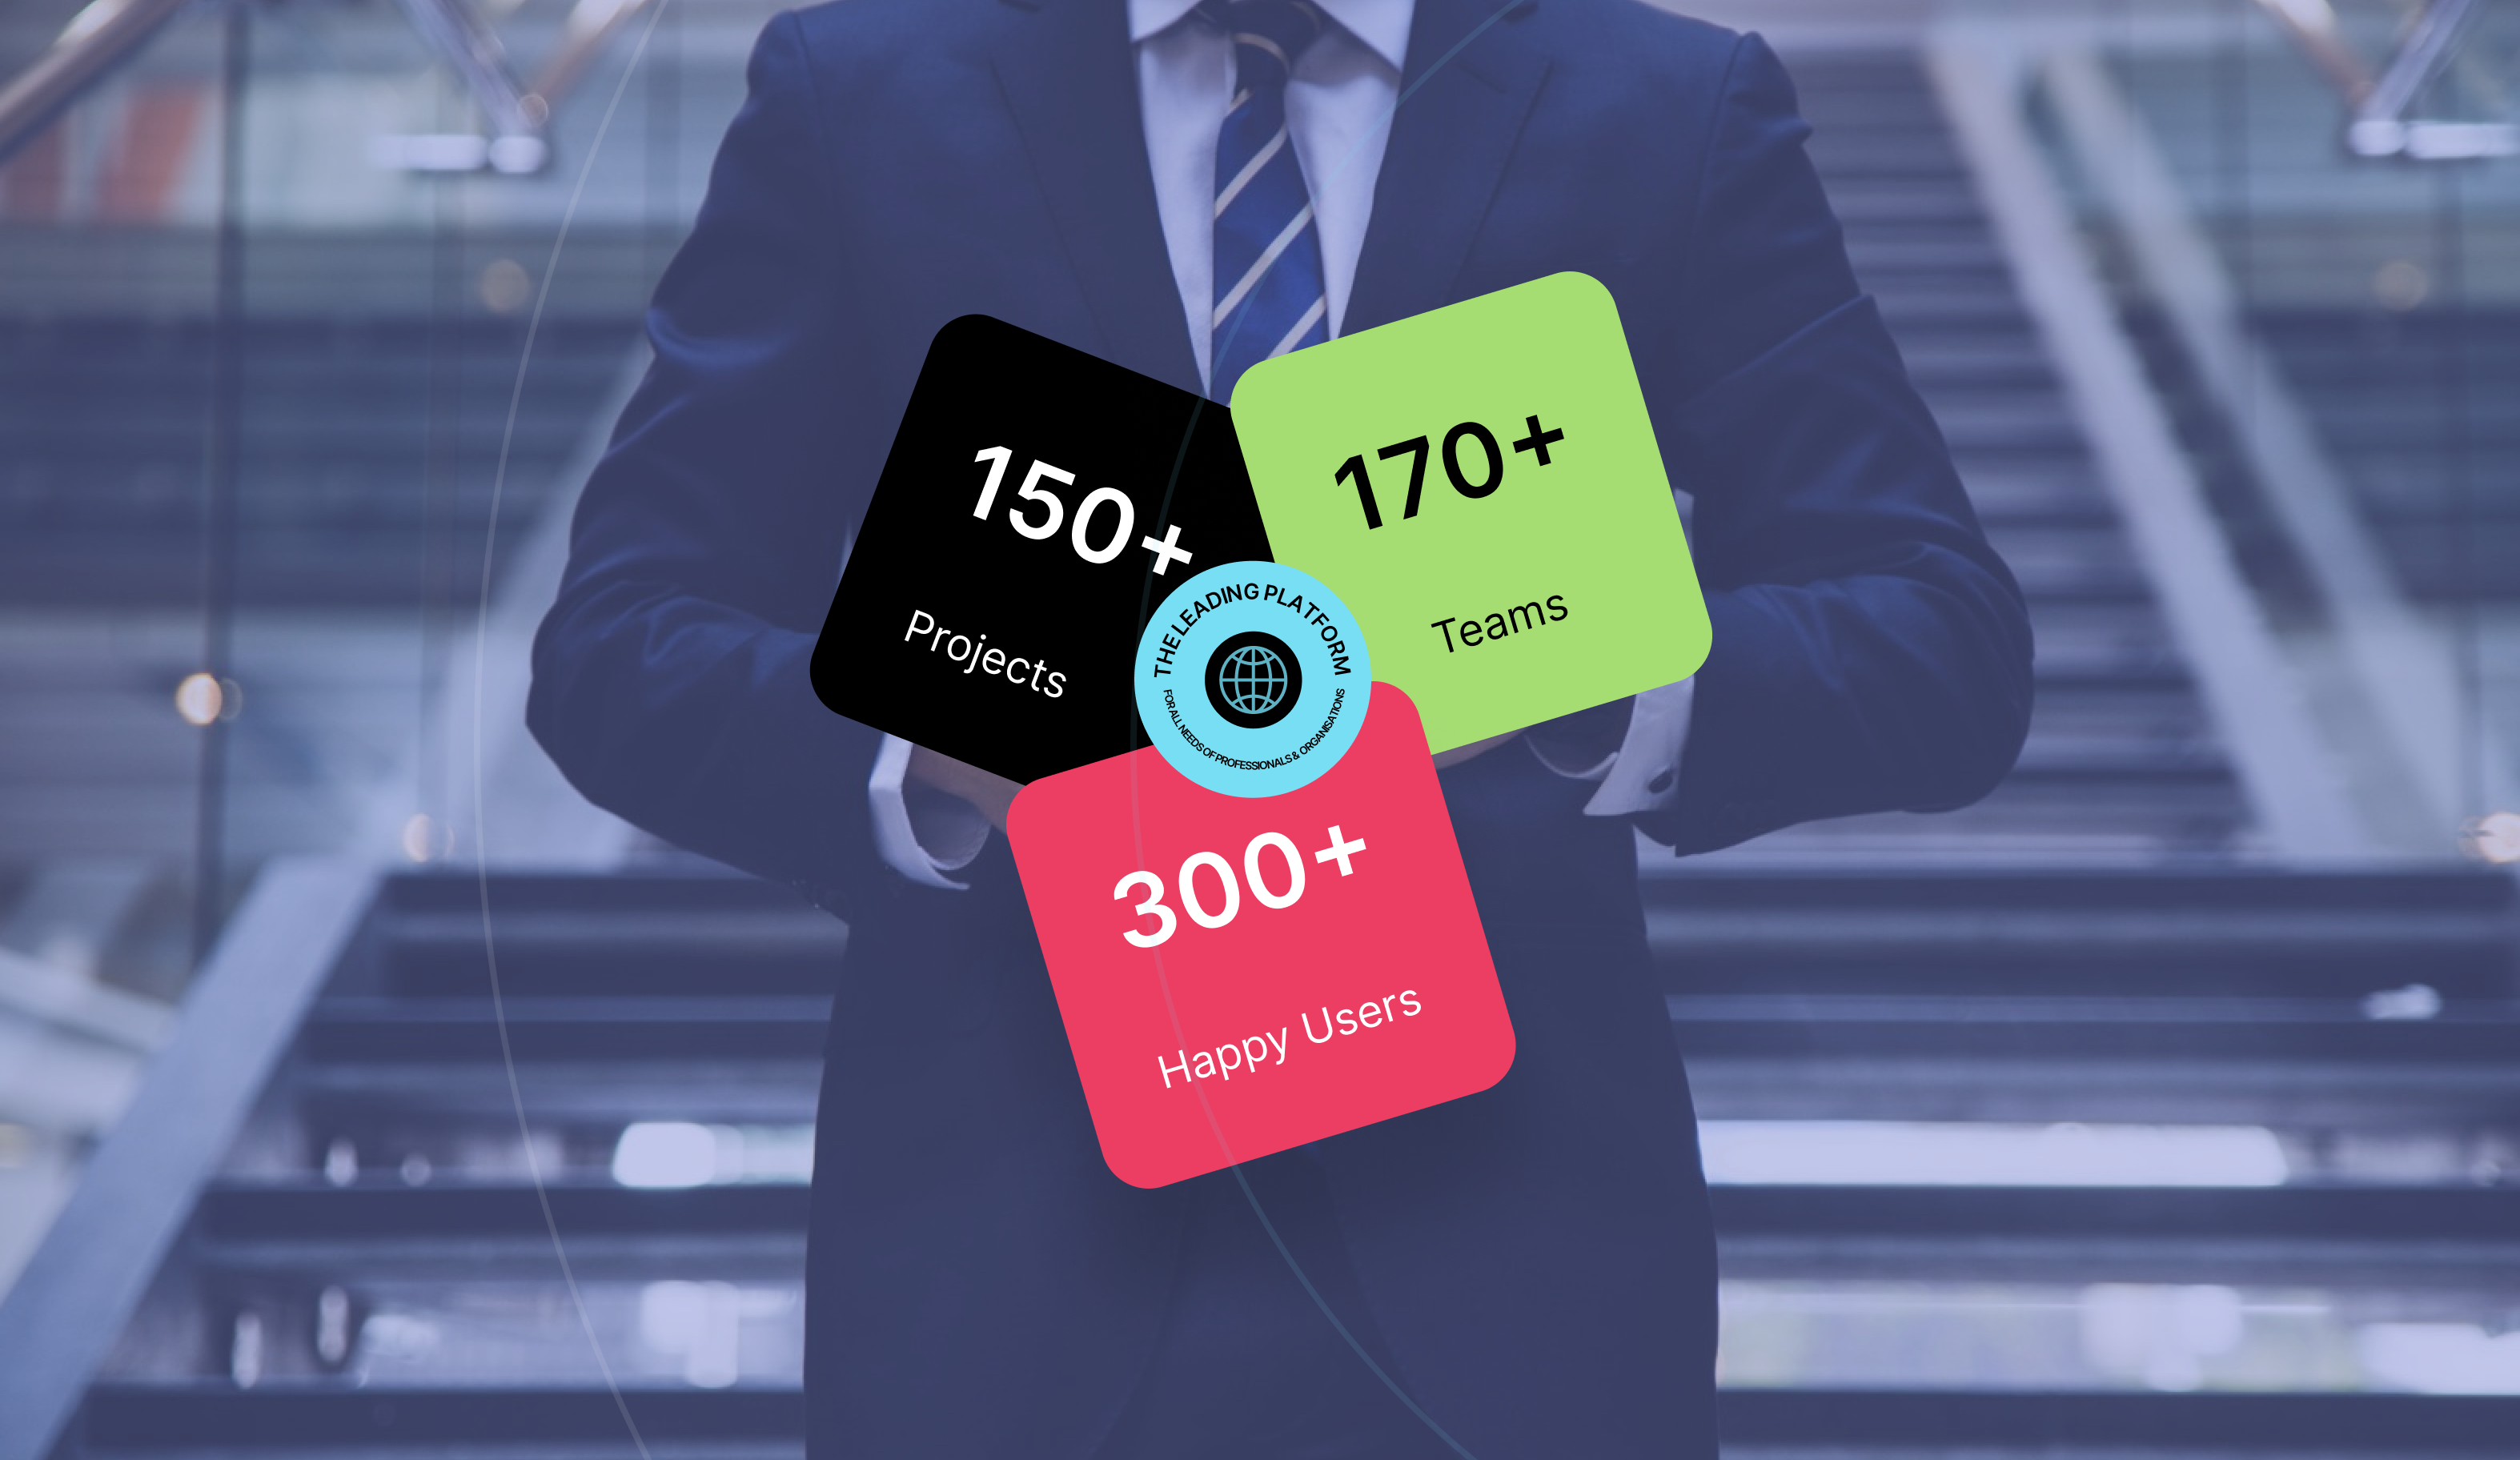 150+
Projects
170+
Teams
THE LEADING PLATFORM
FOR ALL NEEDS OF PROFESSIONALS & ORGANISATIONS
300+
Happy Users